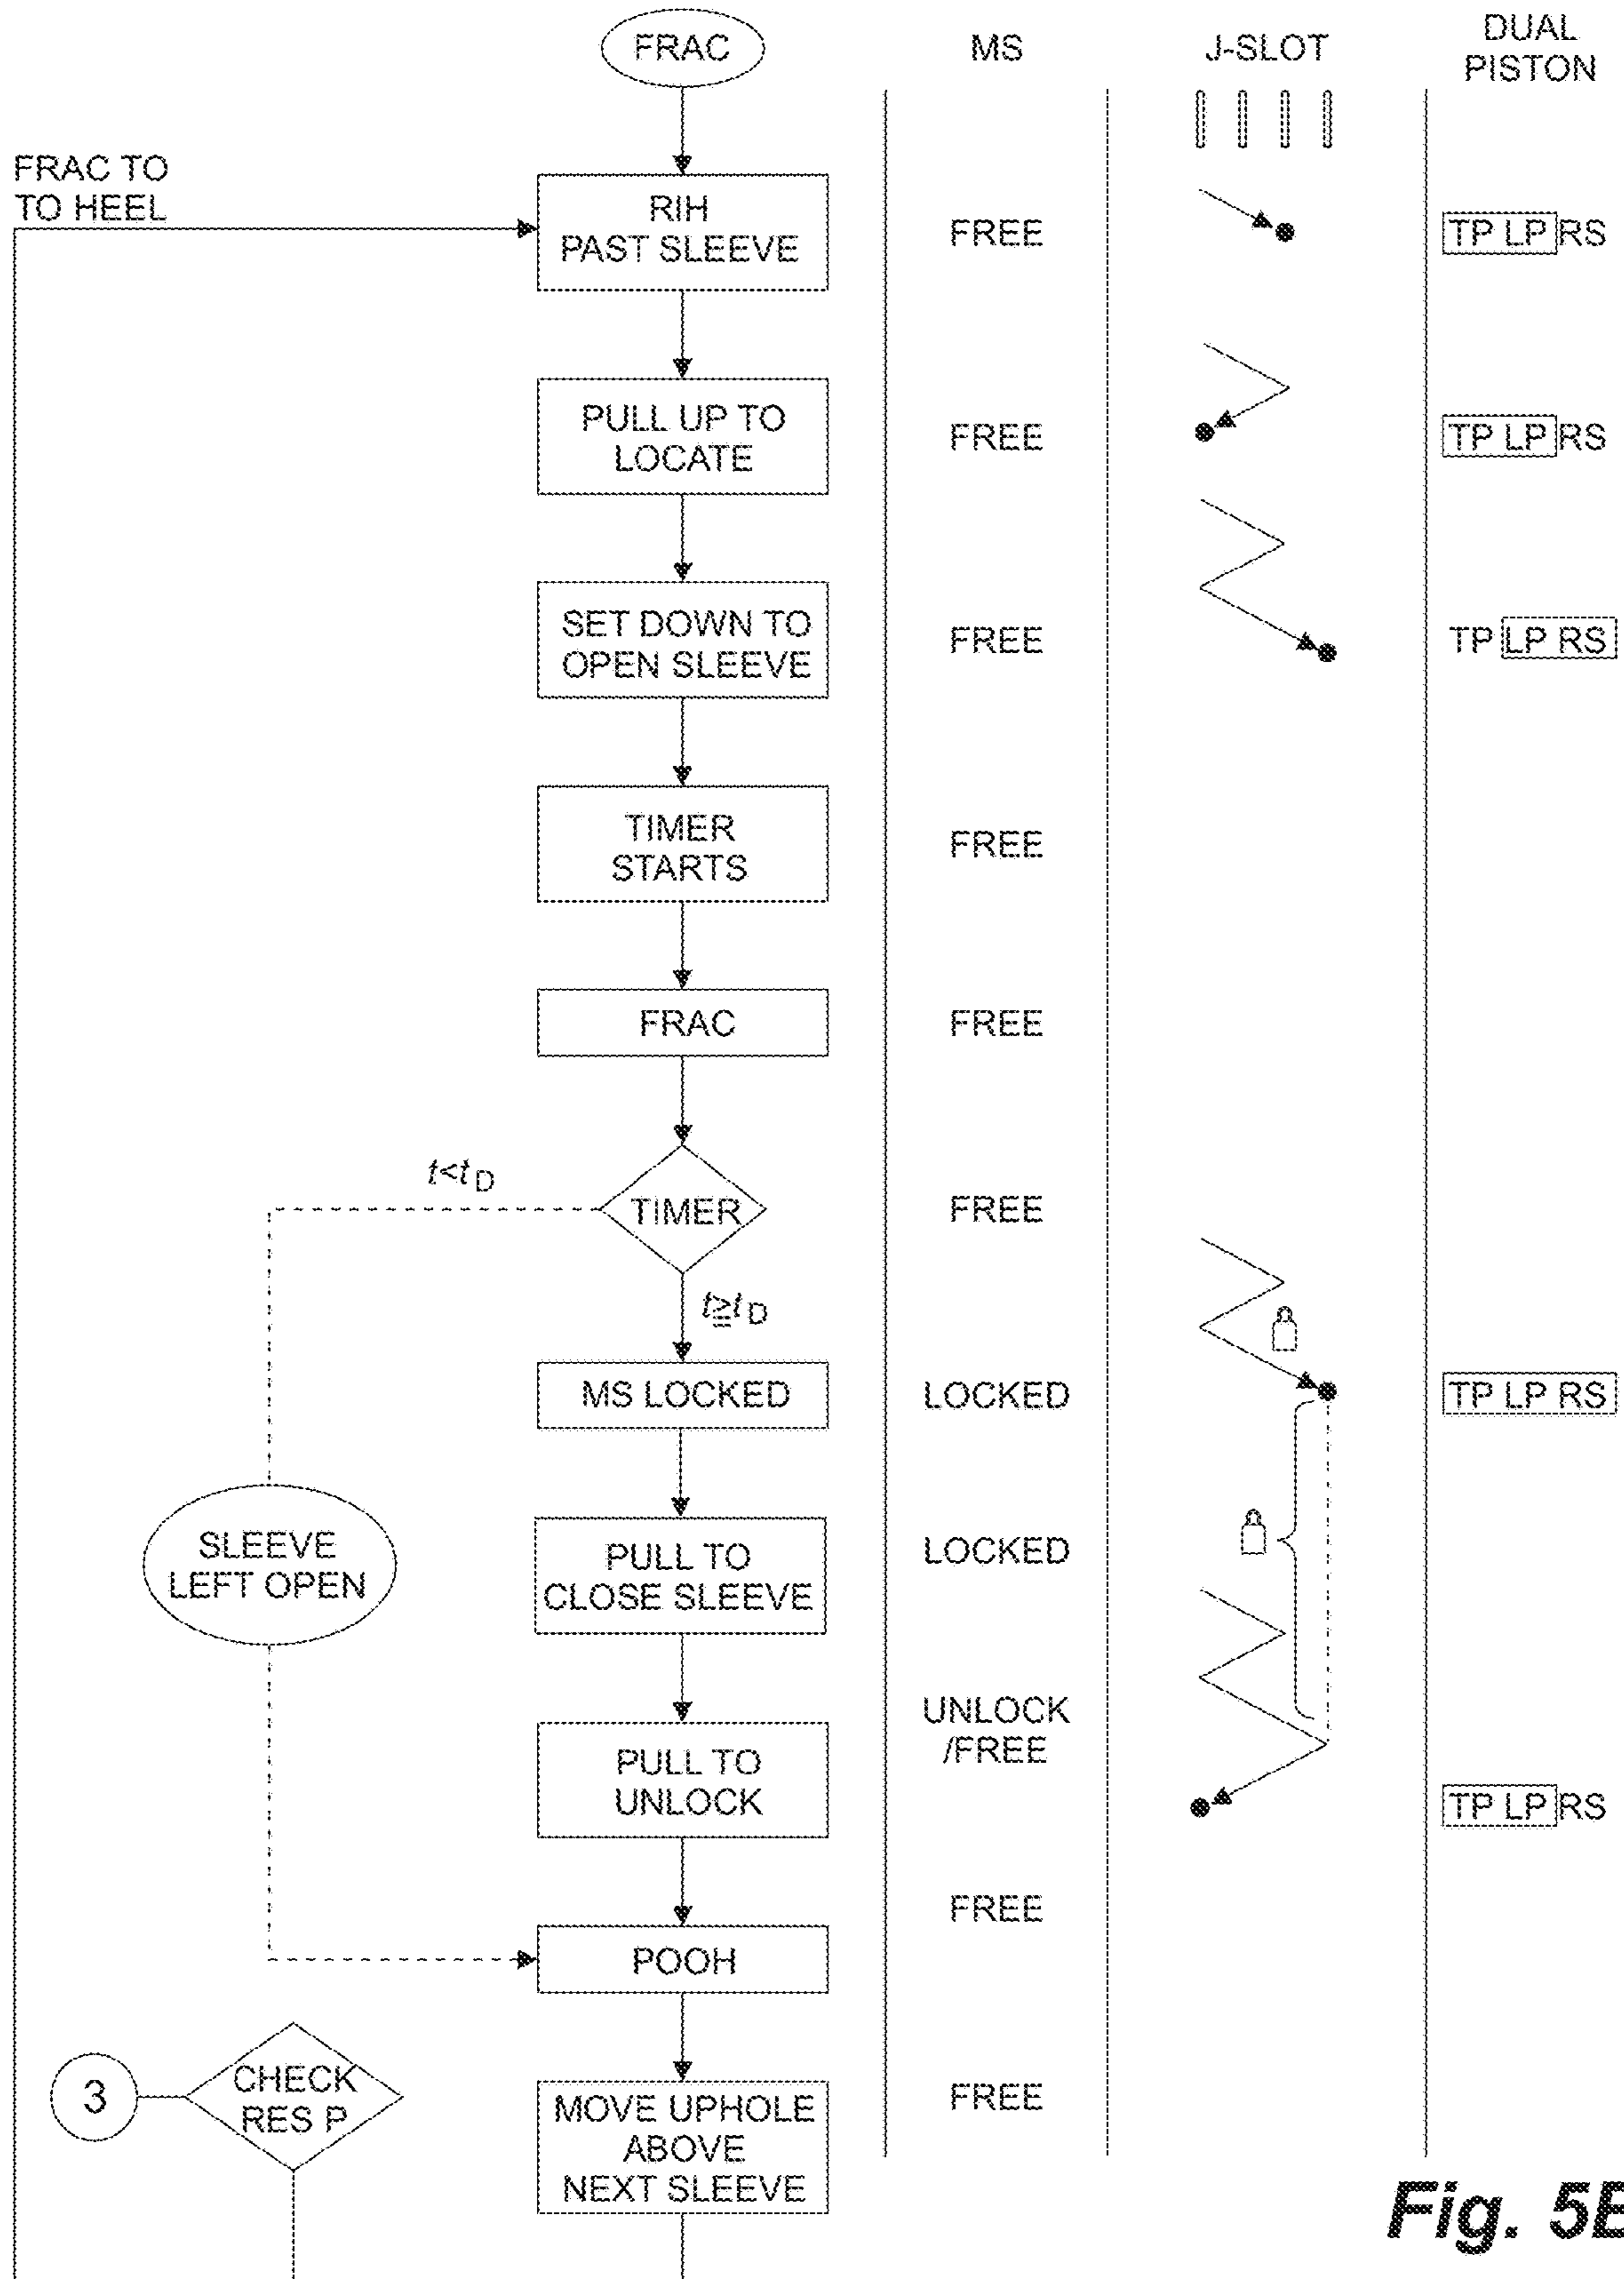 FRAC
MS
J-SLOT
DUAL
PISTON
FRAC TO
TO HEEL
RIH
PAST SLEEVE
FREE
TP LP RS
PULL UP TO
LOCATE
FREE
TP LP RS
SET DOWN TO
OPEN SLEEVE
FREE
TP LP RS
TIMER
STARTS
FREE
FRAC
FREE
t<tD
TIMER
FREE
t≧tD
MS LOCKED
LOCKED
TP LP RS
SLEEVE
LEFT OPEN
PULL TO
CLOSE SLEEVE
LOCKED
PULL TO
UNLOCK
UNLOCK
/FREE
TP LP RS
FREE
POOH
3
CHECK
RES P
MOVE UPHOLE
ABOVE
NEXT SLEEVE
FREE
Fig. 5E